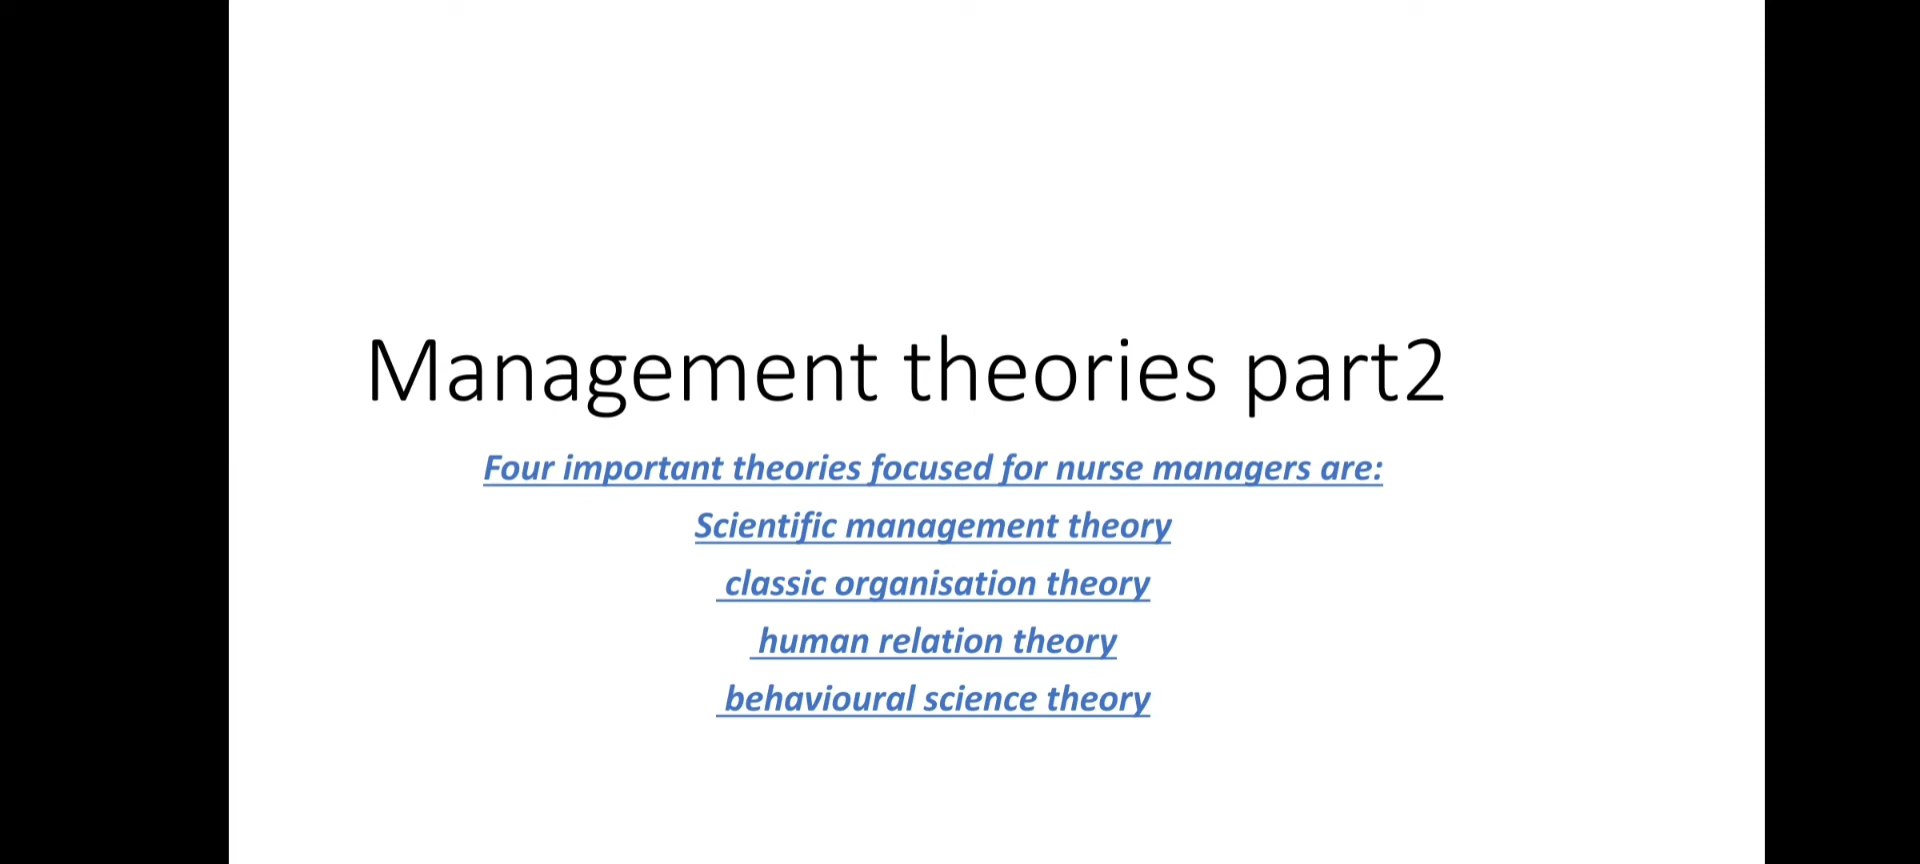 Management theories part2
Four important theories focused for nurse managers are:
Scientific management theory
classic organisation theory
human relation theory
behavioural science theory